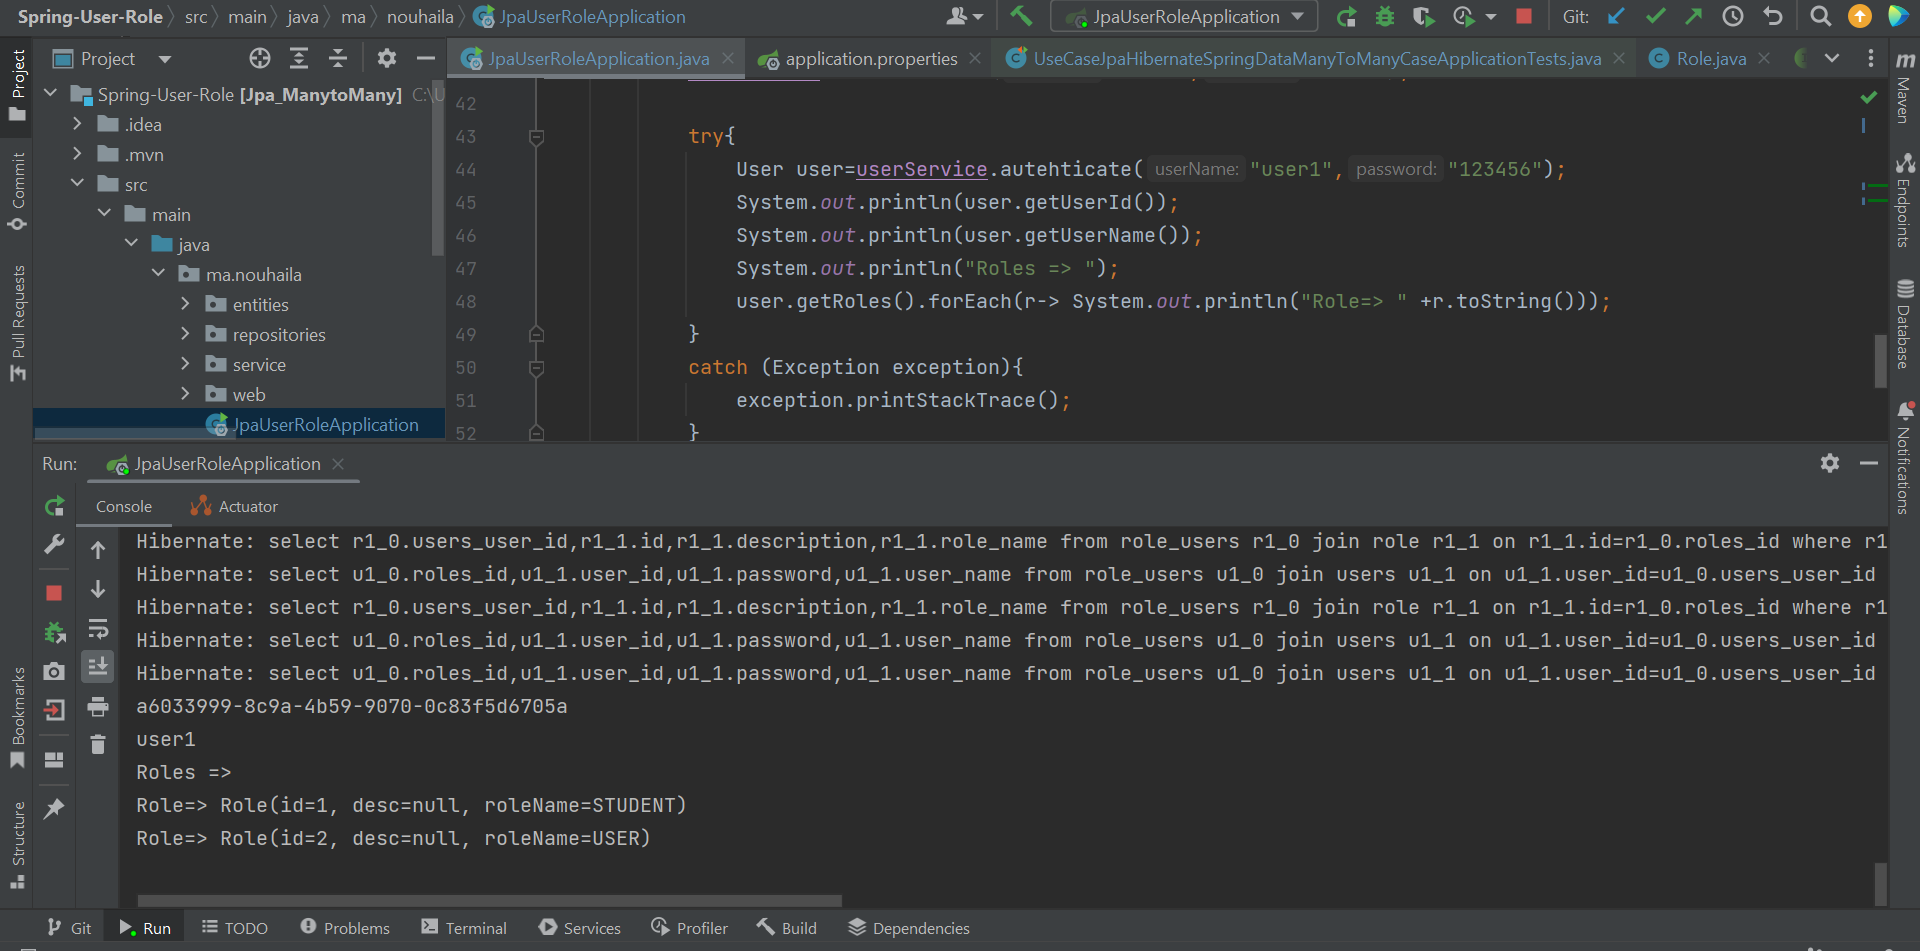 Spring-User-Role src main java ma nouhaila JpaUserRoleApplication
JpaUserRoleApplication
Git:
Project
JpaUserRoleApplication.java
application.properties
UseCaseJpaHibernateSpringDataManyToManyCaseApplicationTests.java
Role.java
Spring-User-Role [Jpa_ManytoMany] C:\U
.idea
.mvn
src
main
java
ma.nouhaila
entities
repositories
service
web
JpaUserRoleApplication
42
43 try{
44 User user=userService.autehticate( userName: "user1", password: "123456");
45 System.out.println(user.getUserId());
46 System.out.println(user.getUserName());
47 System.out.println("Roles => ");
48 user.getRoles().forEach(r-> System.out.println("Role=> " +r.toString()));
49 }
50 catch (Exception exception){
51 exception.printStackTrace();
52 }
Project
Commit
Pull Requests
Bookmarks
Structure
Maven
Endpoints
Database
Notifications
Run: JpaUserRoleApplication
Console
Actuator
Hibernate: select r1_0.users_user_id,r1_1.id,r1_1.description,r1_1.role_name from role_users r1_0 join role r1_1 on r1_1.id=r1_0.roles_id where r1
Hibernate: select u1_0.roles_id,u1_1.user_id,u1_1.password,u1_1.user_name from role_users u1_0 join users u1_1 on u1_1.user_id=u1_0.users_user_id
Hibernate: select r1_0.users_user_id,r1_1.id,r1_1.description,r1_1.role_name from role_users r1_0 join role r1_1 on r1_1.id=r1_0.roles_id where r1
Hibernate: select u1_0.roles_id,u1_1.user_id,u1_1.password,u1_1.user_name from role_users u1_0 join users u1_1 on u1_1.user_id=u1_0.users_user_id
Hibernate: select u1_0.roles_id,u1_1.user_id,u1_1.password,u1_1.user_name from role_users u1_0 join users u1_1 on u1_1.user_id=u1_0.users_user_id
a6033999-8c9a-4b59-9070-0c83f5d6705a
user1
Roles =>
Role=> Role(id=1, desc=null, roleName=STUDENT)
Role=> Role(id=2, desc=null, roleName=USER)
Git
Run
TODO
Problems
Terminal
Services
Profiler
Build
Dependencies